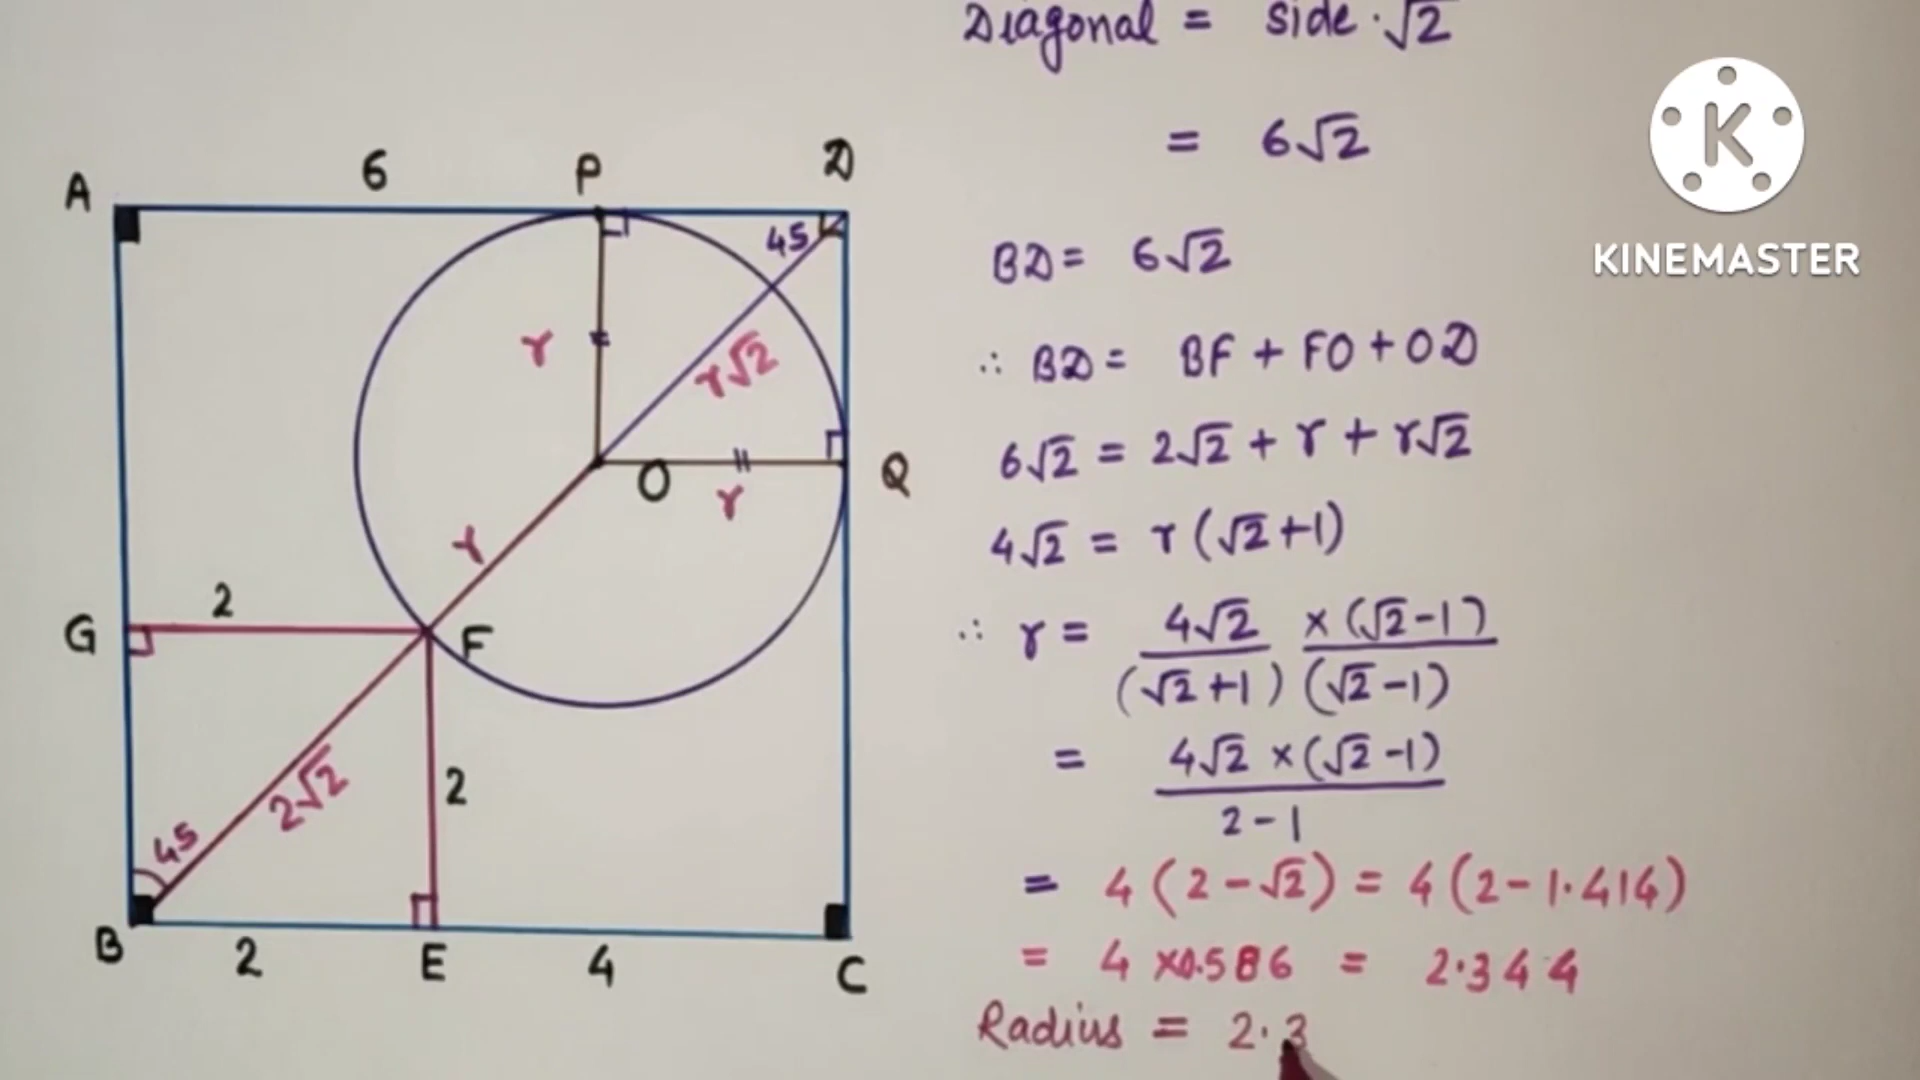 Diagonal = side·√2
= 6√2
K
KINEMASTER
A 6 P D
45
r
r√2
O
r
Q
r
G 2 F
2√2
2
45
B 2 E 4 C
BD = 6√2
∴ BD = BF + FO + OD
6√2 = 2√2 + r + r√2
4√2 = r (√2 +1)
∴ r = 4√2 / (√2 +1) × (√2 -1) / (√2 -1)
= 4√2 × (√2 -1) / 2 - 1
= 4 (2 - √2) = 4 (2 - 1.414)
= 4 × 0.586 = 2.344
Radius = 2.3